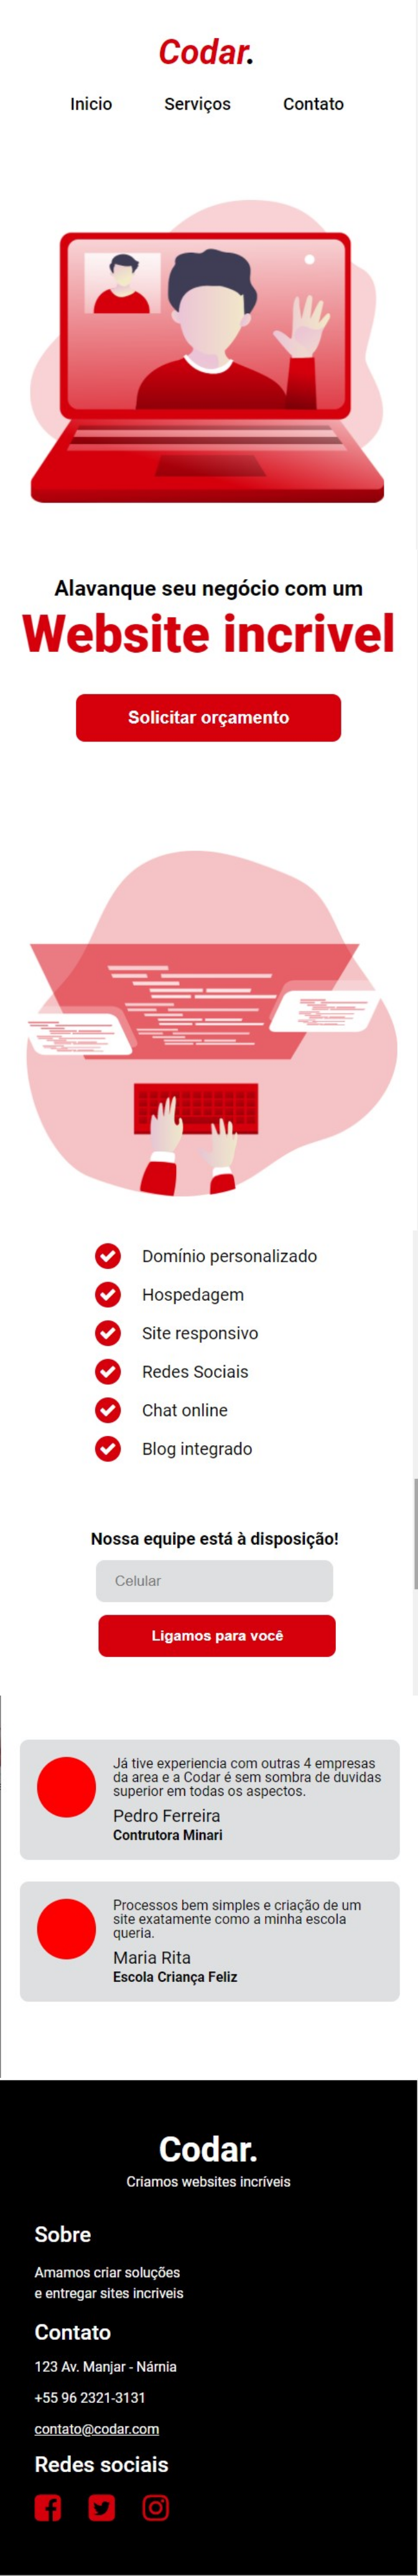 Codar.
Inicio Serviços Contato
Alavanque seu negócio com um
Website incrivel
Solicitar orçamento
Domínio personalizado
Hospedagem
Site responsivo
Redes Sociais
Chat online
Blog integrado
Nossa equipe está à disposição!
Celular
Ligamos para você
Já tive experiencia com outras 4 empresas
da area e a Codar é sem sombra de duvidas
superior em todas os aspectos.
Pedro Ferreira
Contrutora Minari
Processos bem simples e criação de um
site exatamente como a minha escola
queria.
Maria Rita
Escola Criança Feliz
Codar.
Criamos websites incríveis
Sobre
Amamos criar soluções
e entregar sites incriveis
Contato
123 Av. Manjar - Nárnia
+55 96 2321-3131
contato@codar.com
Redes sociais